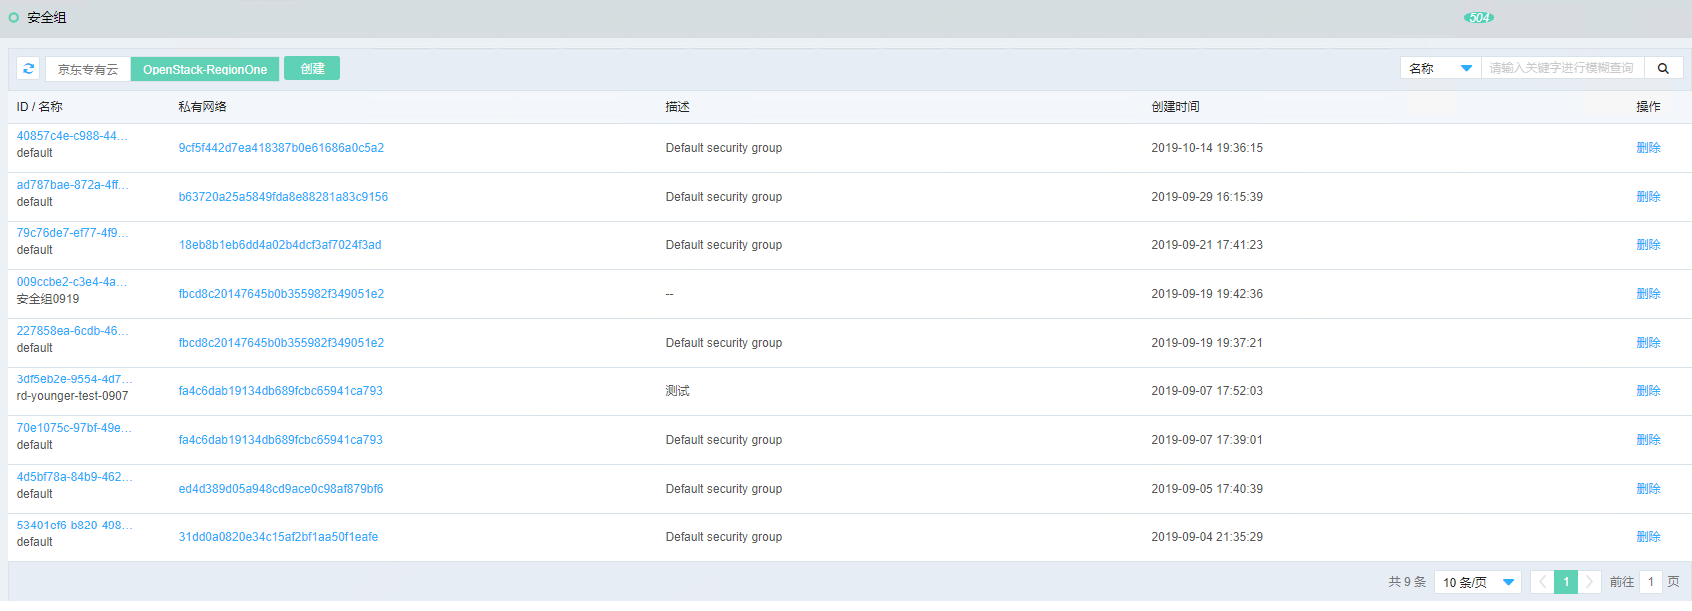 安全组
504
京东专有云 OpenStack-RegionOne 创建 名称 请输入关键字进行模糊查询
ID / 名称 私有网络 描述 创建时间 操作
40857c4e-c988-44...
default
9cf5f442d7ea418387b0e61686a0c5a2 Default security group 2019-10-14 19:36:15 删除
ad787bae-872a-4ff...
default
b63720a25a5849fda8e88281a83c9156 Default security group 2019-09-29 16:15:39 删除
79c76de7-ef77-4f9...
default
18eb8b1eb6dd4a02b4dcf3af7024f3ad Default security group 2019-09-21 17:41:23 删除
009ccbe2-c3e4-4a...
安全组0919
fbcd8c20147645b0b355982f349051e2 -- 2019-09-19 19:42:36 删除
227858ea-6cdb-46...
default
fbcd8c20147645b0b355982f349051e2 Default security group 2019-09-19 19:37:21 删除
3df5eb2e-9554-4d7...
rd-younger-test-0907
fa4c6dab19134db689fcbc65941ca793 测试 2019-09-07 17:52:03 删除
70e1075c-97bf-49e...
default
fa4c6dab19134db689fcbc65941ca793 Default security group 2019-09-07 17:39:01 删除
4d5bf78a-84b9-462...
default
ed4d389d05a948cd9ace0c98af879bf6 Default security group 2019-09-05 17:40:39 删除
53401ef6-b820-498...
default
31dd0a0820e34c15af2bf1aa50f1eafe Default security group 2019-09-04 21:35:29 删除
共 9 条 10 条/页 1 前往 1 页